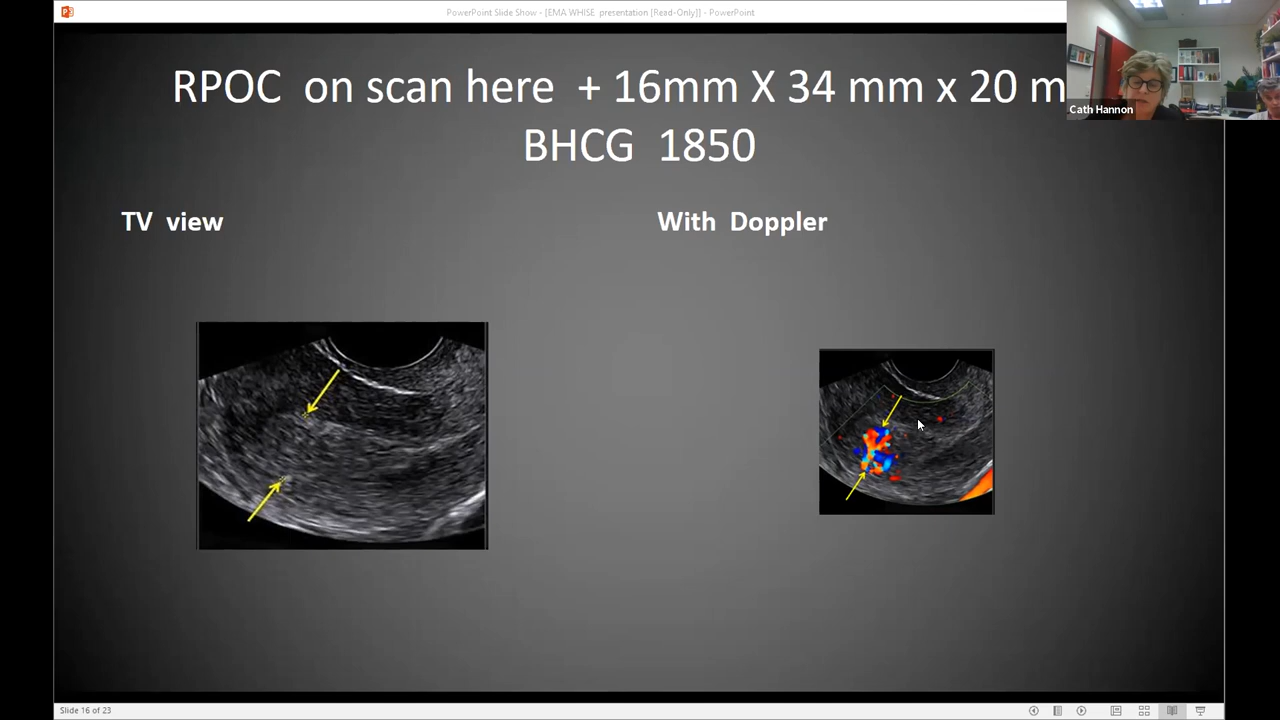 PowerPoint Slide Show - [EMA WHISE presentation [Read-Only]] - PowerPoint
RPOC on scan here + 16mm X 34 mm x 20 m
BHCG 1850
Cath Hannon
TV view
With Doppler
Slide 16 of 23